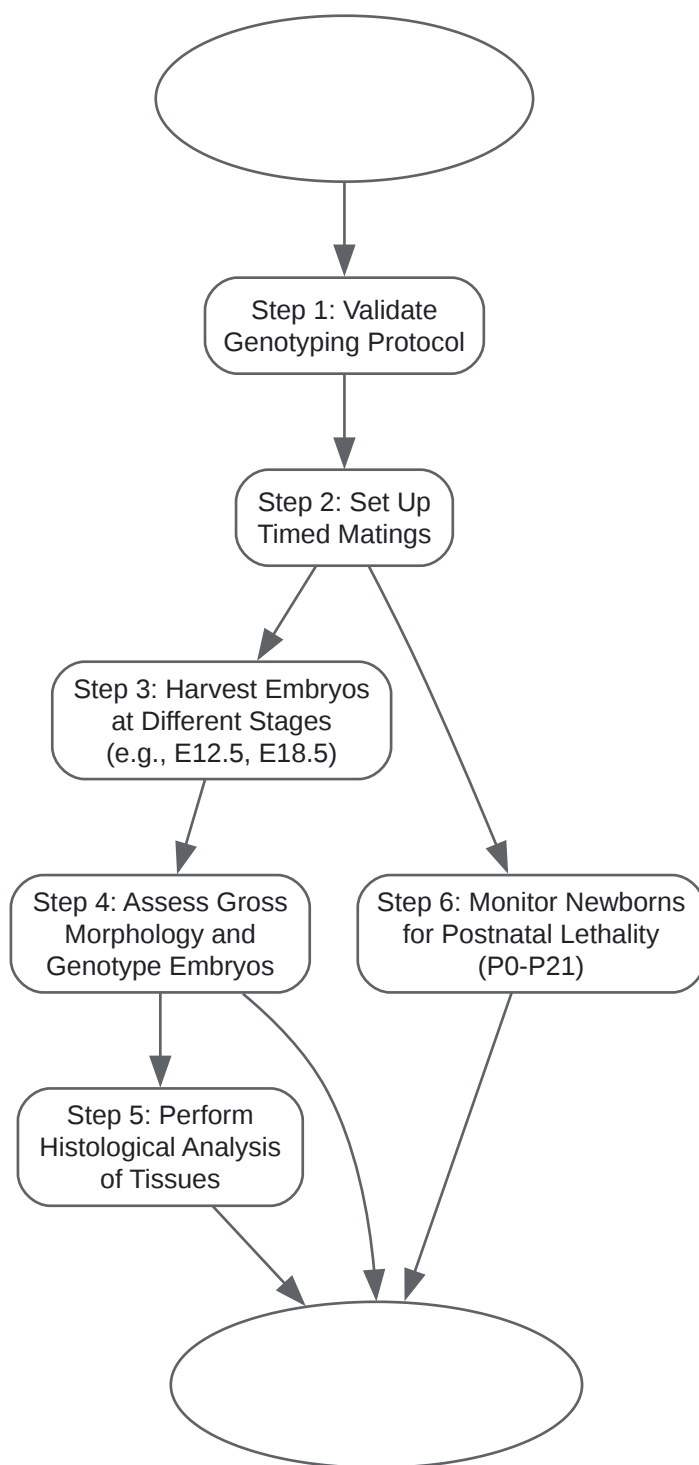 Step 1: Validate
Genotyping Protocol
Step 2: Set Up
Timed Matings
Step 3: Harvest Embryos
at Different Stages
(e.g., E12.5, E18.5)
Step 4: Assess Gross
Morphology and
Genotype Embryos
Step 6: Monitor Newborns
for Postnatal Lethality
(P0-P21)
Step 5: Perform
Histological Analysis
of Tissues